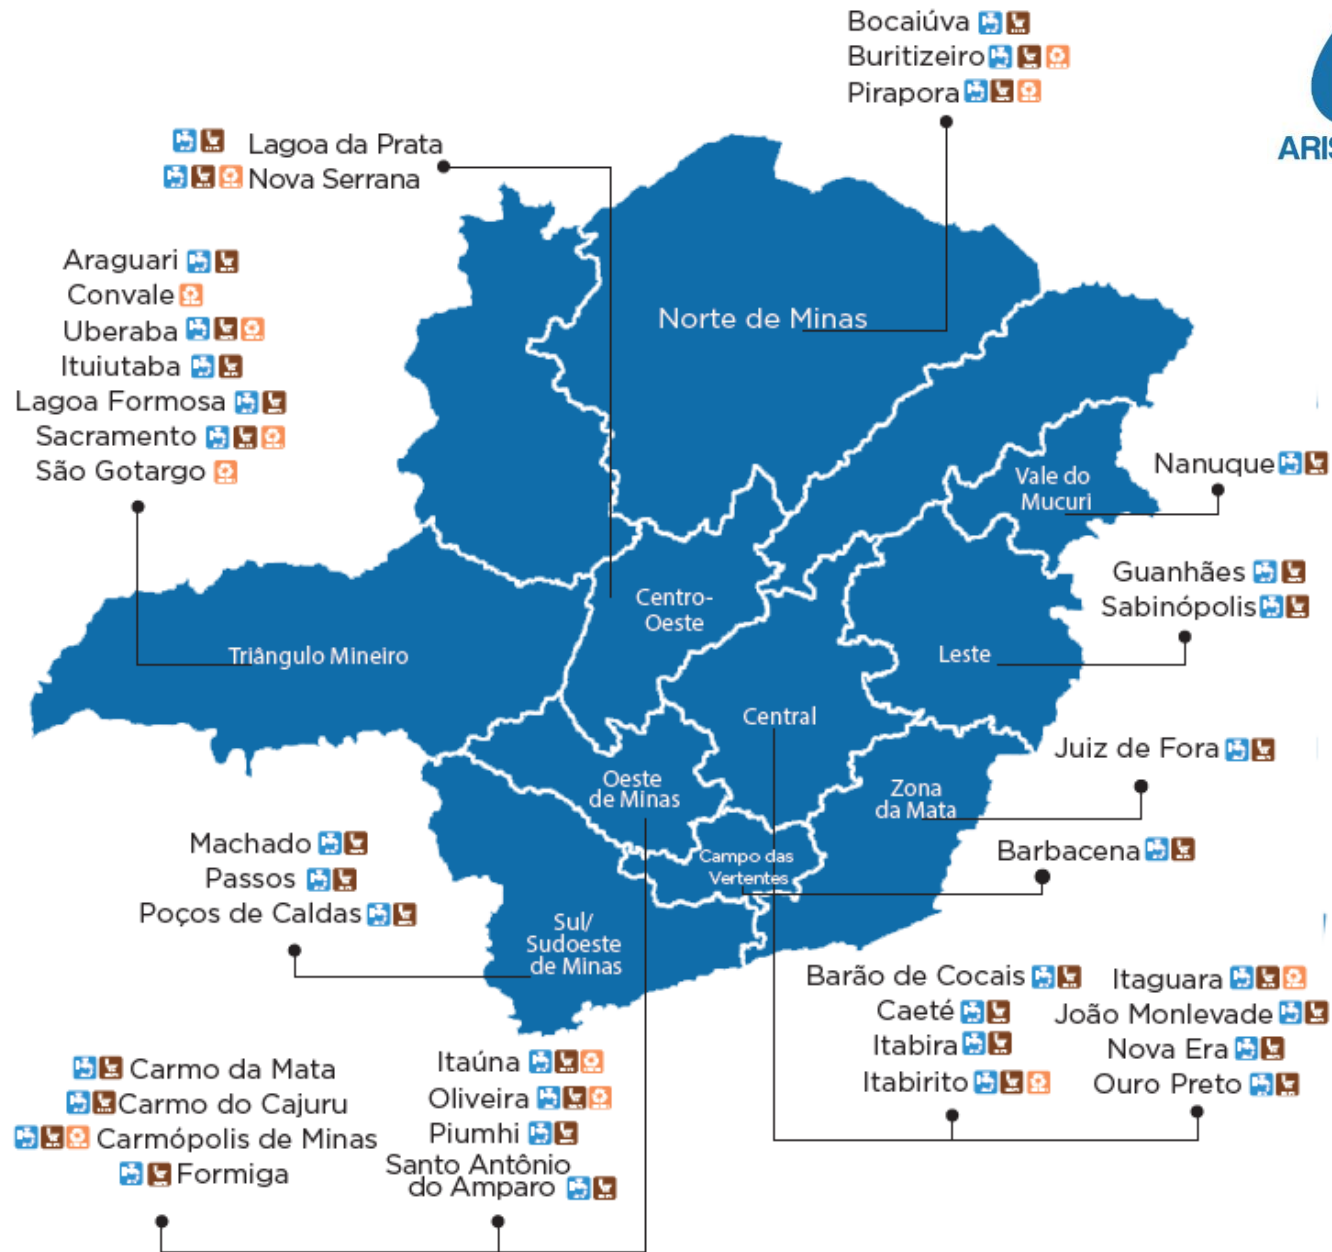 Bocaiúva
Buritizeiro
Pirapora
ARIS
Lagoa da Prata
Nova Serrana
Araguari
Convale
Uberaba
Ituiutaba
Lagoa Formosa
Sacramento
São Gotargo
Norte de Minas
Vale do
Mucuri
Nanuque
Guanhães
Sabinópolis
Centro-
Oeste
Triângulo Mineiro
Leste
Central
Juiz de Fora
Oeste
de Minas
Zona
da Mata
Machado
Passos
Poços de Caldas
Campo das
Vertentes
Barbacena
Sul/
Sudoeste
de Minas
Barão de Cocais
Caeté
Itabira
Itabirito
Itaguara
João Monlevade
Nova Era
Ouro Preto
Carmo da Mata
Carmo do Cajuru
Carmópolis de Minas
Formiga
Itaúna
Oliveira
Piumhi
Santo Antônio
do Amparo